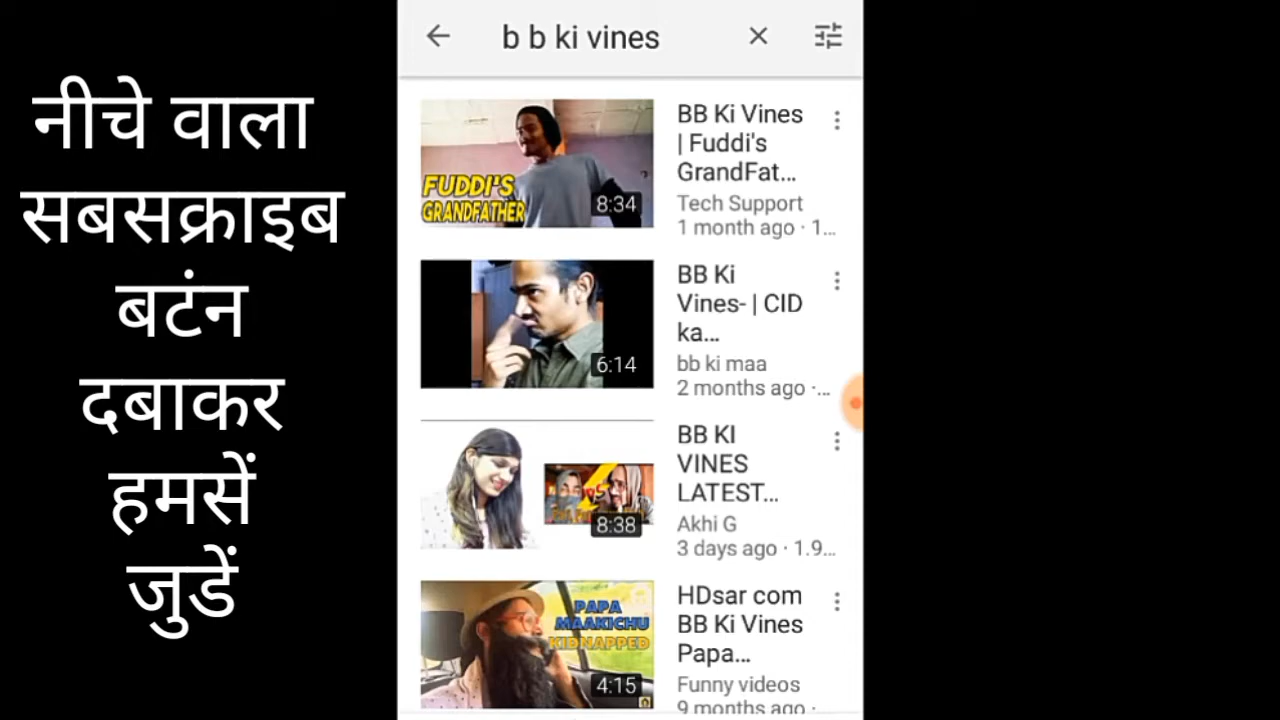 नीचे वाला
सबसक्राइब
बटंन
दबाकर
हमसें
जुडें
b b ki vines
FUDDI'S
GRANDFATHER
8:34
BB Ki Vines
| Fuddi's
GrandFat...
Tech Support
1 month ago · 1...
6:14
BB Ki
Vines- | CID
ka...
bb ki maa
2 months ago ·...
8:38
BB KI
VINES
LATEST...
Akhi G
3 days ago · 1.9...
PAPA
MAAKICHU
KIDNAPPED
4:15
HDsar com
BB Ki Vines
Papa...
Funny videos
9 months ago ·